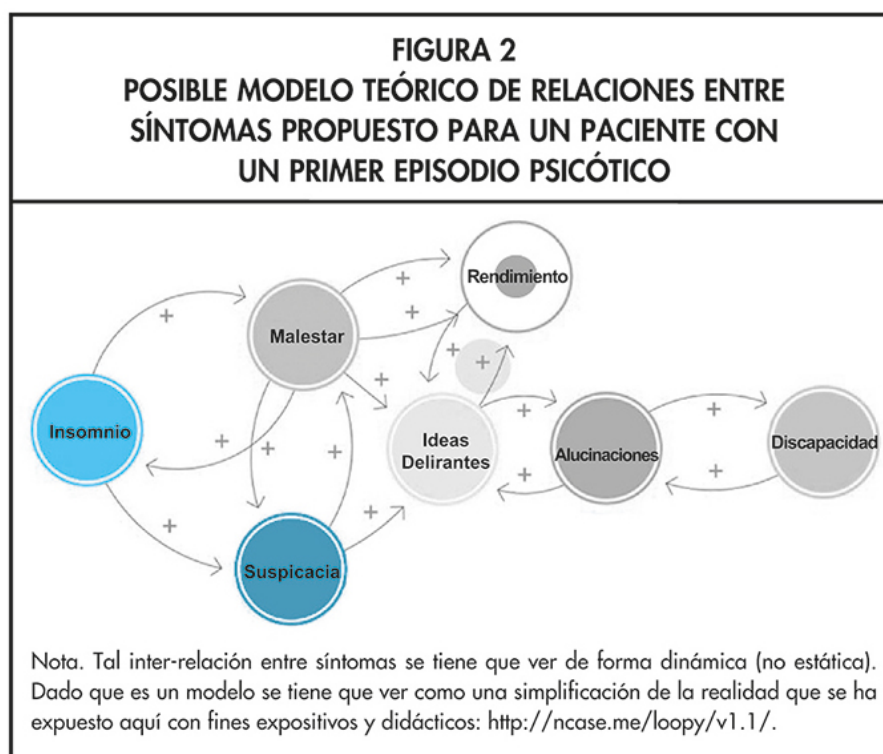 FIGURA 2
POSIBLE MODELO TEÓRICO DE RELACIONES ENTRE
SÍNTOMAS PROPUESTO PARA UN PACIENTE CON
UN PRIMER EPISODIO PSICÓTICO
Rendimiento
+
+
+
Malestar
+
+
+
Insomnio
+
Ideas
Delirantes
+
+
Alucinaciones
Discapacidad
+
+
+
+
+
+
Suspicacia
Nota. Tal inter-relación entre síntomas se tiene que ver de forma dinámica (no estática).
Dado que es un modelo se tiene que ver como una simplificación de la realidad que se ha
expuesto aquí con fines expositivos y didácticos: http://ncase.me/loopy/v1.1/.